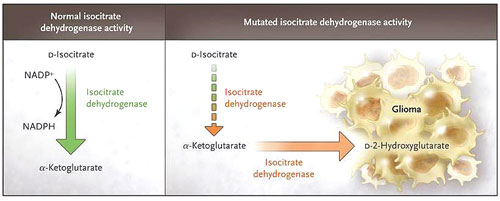 Normal isocitrate
dehydrogenase activity
Mutated isocitrate dehydrogenase activity
D-Isocitrate
NADP+
Isocitrate
dehydrogenase
NADPH
α-Ketoglutarate
D-Isocitrate
Isocitrate
dehydrogenase
α-Ketoglutarate
Isocitrate
dehydrogenase
Glioma
D-2-Hydroxyglutarate